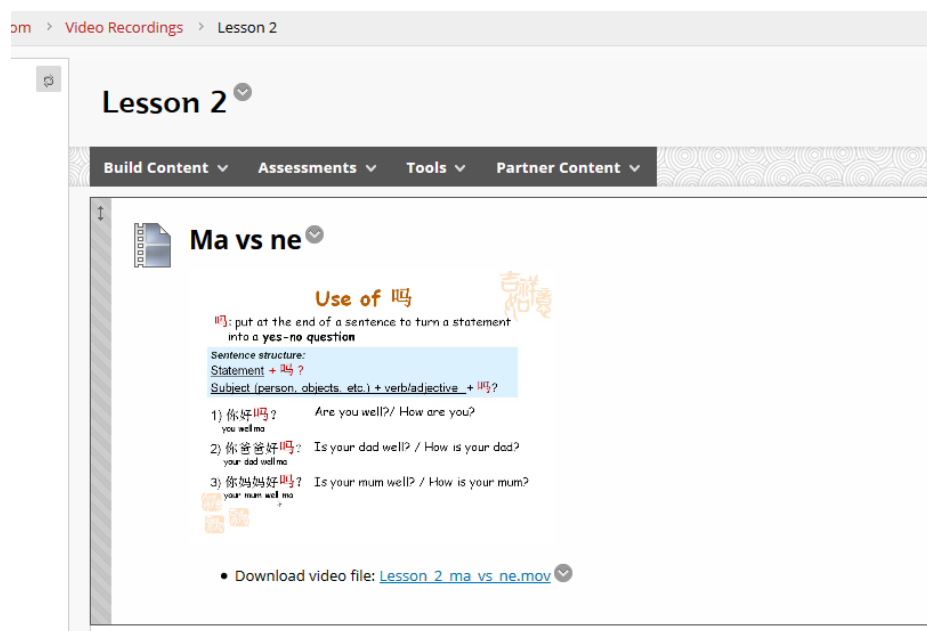 om > Video Recordings > Lesson 2
Lesson 2
Build Content Assessments Tools Partner Content
Ma vs ne
Use of 吗
吗: put at the end of a sentence to turn a statement
into a yes-no question
Sentence structure:
Statement + 吗 ?
Subject (person, objects, etc.) + verb/adjective + 吗?
1) 你好吗? Are you well?/ How are you?
you well ma
2) 你爸爸好吗? Is your dad well? / How is your dad?
your dad well ma
3) 你妈妈好吗? Is your mum well? / How is your mum?
your mum well ma
• Download video file: Lesson_2_ma_vs_ne.mov